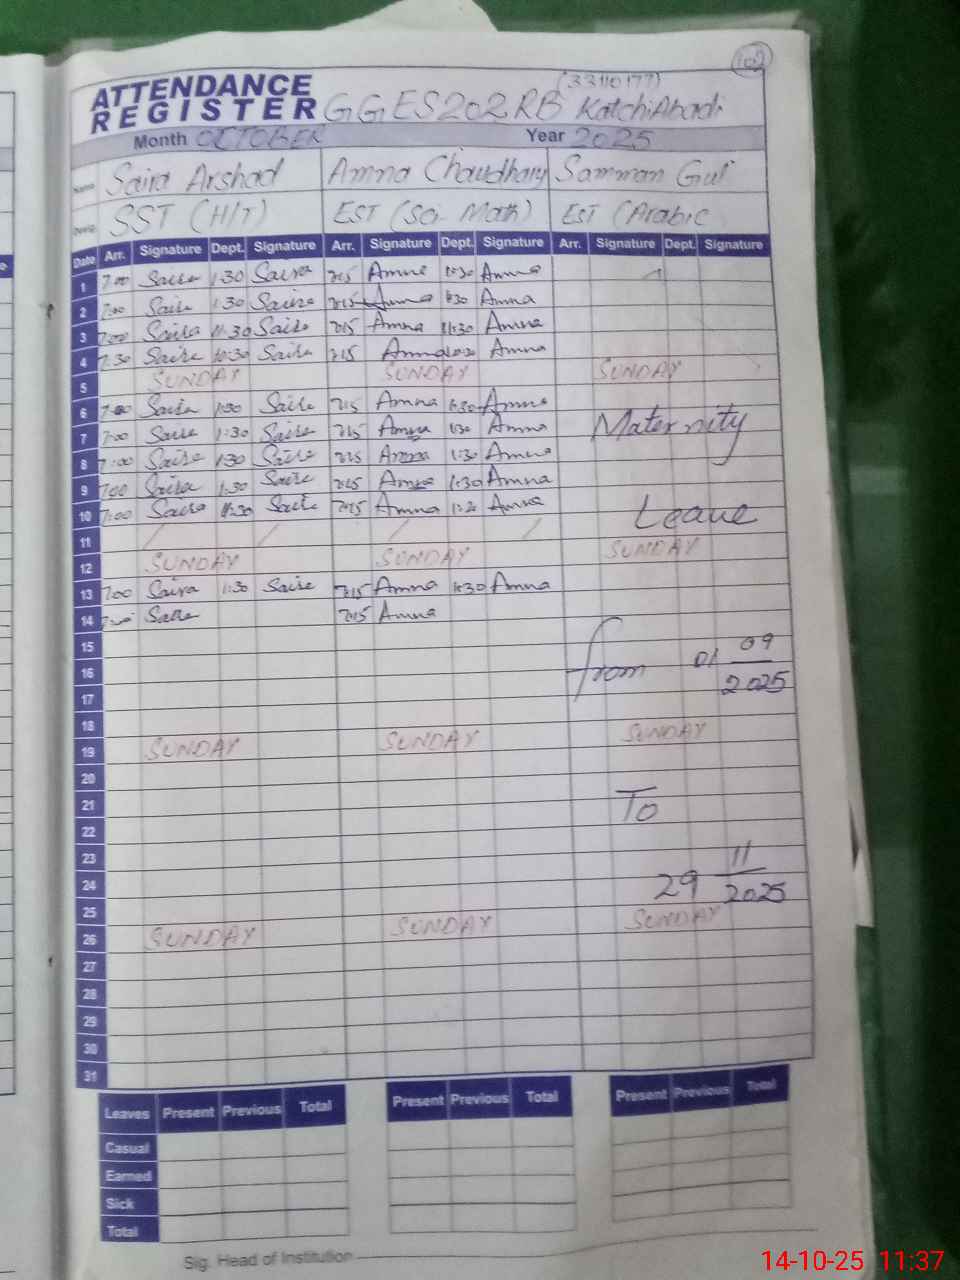 102
(33110177)
ATTENDANCE
REGISTER GGES 202 RB Katchi Abadi
Month OCTOBER Year 2025
Name Saira Arshad Amna Chaudhary Samman Gul
Desig. SST (H/T) EST (Sci-Math) EST (Arabic
Date Arr. Signature Dept. Signature Arr. Signature Dept. Signature Arr. Signature Dept. Signature
1 7:00 Saira 1:30 Saira 7:15 Amna 1:30 Amna
2 7:00 Saira 1:30 Saira 7:15 Amna 1:30 Amna
3 7:00 Saira 11:30 Saira 7:15 Amna 11:30 Amna
4 7:30 Saira 10:30 Saira 7:15 Amna 10:30 Amna
5 SUNDAY SUNDAY SUNDAY
6 7:00 Saira 1:30 Saira 7:15 Amna 1:30 Amna
7 7:00 Saira 1:30 Saira 7:15 Amna 1:30 Amna Maternity
8 7:00 Saira 1:30 Saira 7:15 Amna 1:30 Amna
9 7:00 Saira 1:30 Saira 7:15 Amna 1:30 Amna
10 7:00 Saira 1:30 Saira 7:15 Amna Amna Leave
11
12 SUNDAY SUNDAY SUNDAY
13 7:00 Saira 1:30 Saira 7:15 Amna 1:30 Amna
14 7:00 Saira 7:15 Amna
15
16 from 01 09/2025
17
18
19 SUNDAY SUNDAY SUNDAY
20
21 To
22
23
24 29 11/2025
25
26 SUNDAY SUNDAY SUNDAY
27
28
29
30
31
Leaves Present Previous Total Present Previous Total Present Previous Total
Casual
Earned
Sick
Total
Sig. Head of Institution
14-10-25 11:37